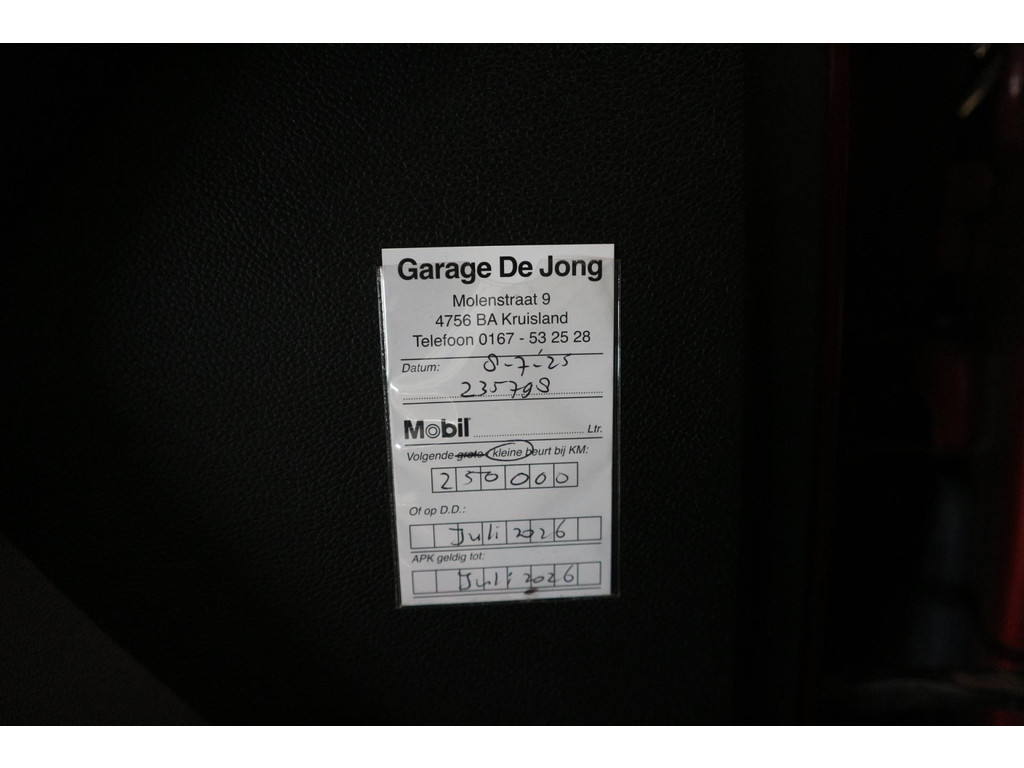 Garage De Jong
Molenstraat 9
4756 BA Kruisland
Telefoon 0167 - 53 25 28
Datum: 8-7-'25
235798
Mobil Ltr.
Volgende grote kleine beurt bij KM:
250000
Of op D.D.:
Juli 2026
APK geldig tot:
Juli 2026